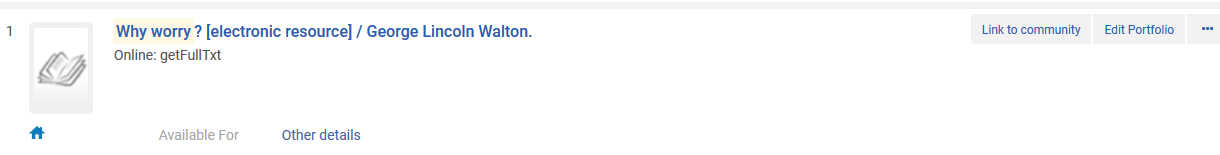 1
Why worry ? [electronic resource] / George Lincoln Walton.
Link to community
Edit Portfolio
Online: getFullTxt
Available For
Other details